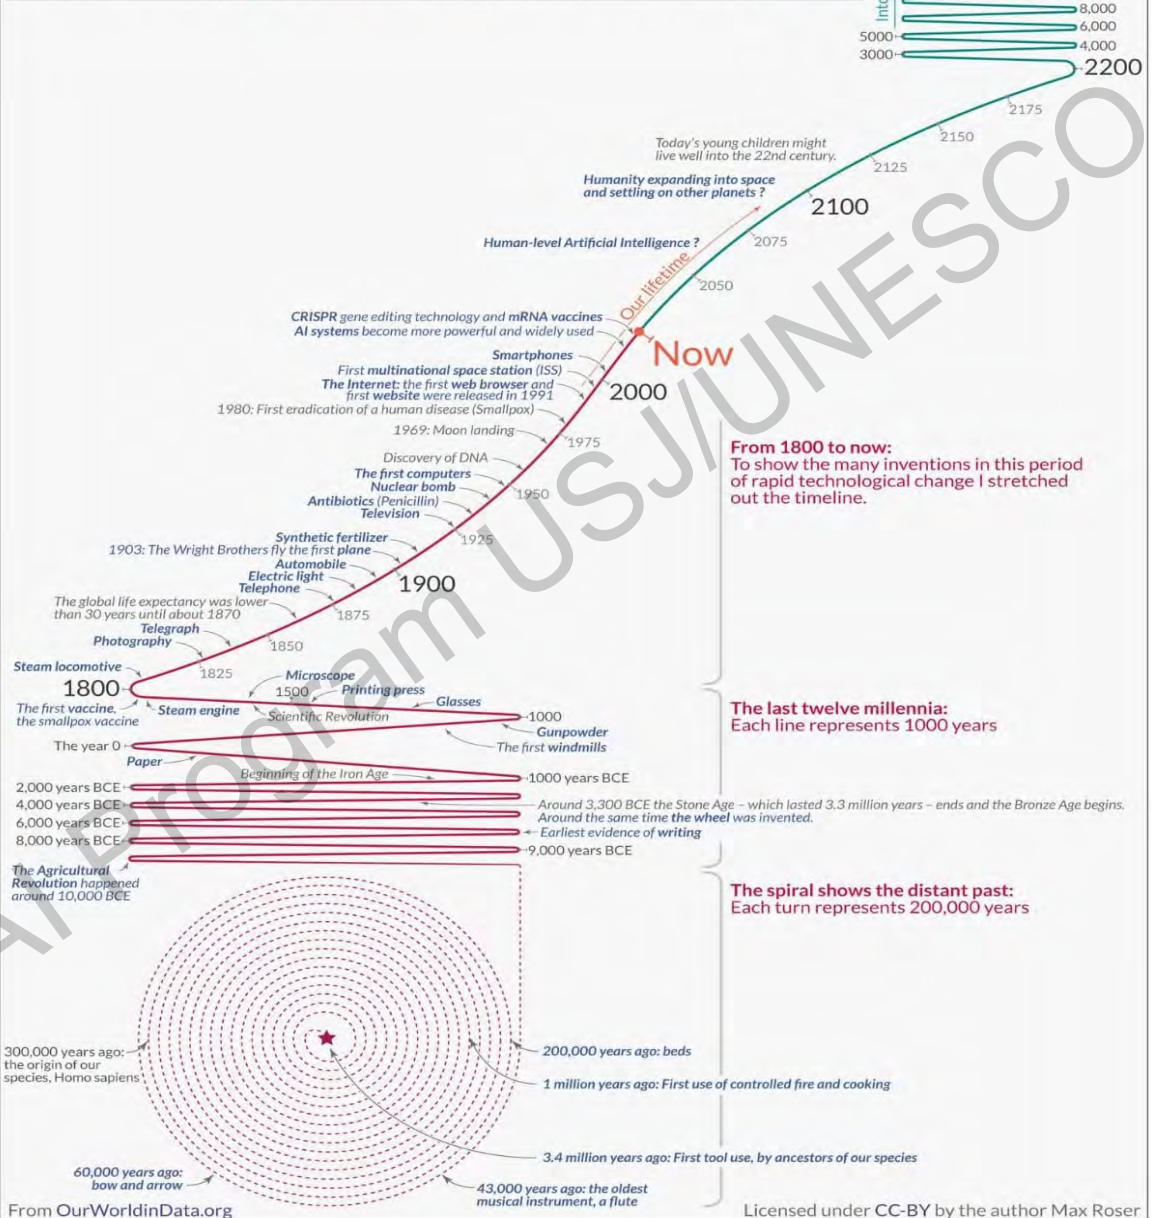 Into
8,000
6,000
5000
4,000
3000
2200
2175
2150
Today's young children might
live well into the 22nd century.
2125
Humanity expanding into space
and settling on other planets ?
2100
Human-level Artificial Intelligence ?
2075
Our lifetime
2050
CRISPR gene editing technology and mRNA vaccines
AI systems become more powerful and widely used
Now
Smartphones
First multinational space station (ISS)
The Internet: the first web browser and
first website were released in 1991
2000
1980: First eradication of a human disease (Smallpox)
1969: Moon landing
1975
From 1800 to now:
To show the many inventions in this period
of rapid technological change I stretched
out the timeline.
Discovery of DNA
The first computers
Nuclear bomb
1950
Antibiotics (Penicillin)
Television
1925
Synthetic fertilizer
1903: The Wright Brothers fly the first plane
Automobile
Electric light
1900
Telephone
The global life expectancy was lower
than 30 years until about 1870
1875
Telegraph
Photography
1850
Steam locomotive
1825
1800
Microscope
1500
Printing press
Glasses
The first vaccine,
the smallpox vaccine
Steam engine
Scientific Revolution
1000
The last twelve millennia:
Each line represents 1000 years
Gunpowder
The first windmills
The year 0
Paper
Beginning of the Iron Age
1000 years BCE
2,000 years BCE
4,000 years BCE
Around 3,300 BCE the Stone Age – which lasted 3.3 million years – ends and the Bronze Age begins.
Around the same time the wheel was invented.
6,000 years BCE
Earliest evidence of writing
8,000 years BCE
9,000 years BCE
The Agricultural
Revolution happened
around 10,000 BCE
The spiral shows the distant past:
Each turn represents 200,000 years
300,000 years ago:
the origin of our
species, Homo sapiens
200,000 years ago: beds
1 million years ago: First use of controlled fire and cooking
3.4 million years ago: First tool use, by ancestors of our species
60,000 years ago:
bow and arrow
43,000 years ago: the oldest
musical instrument, a flute
From OurWorldinData.org
Licensed under CC-BY by the author Max Roser
AI Program USJ/UNESCO